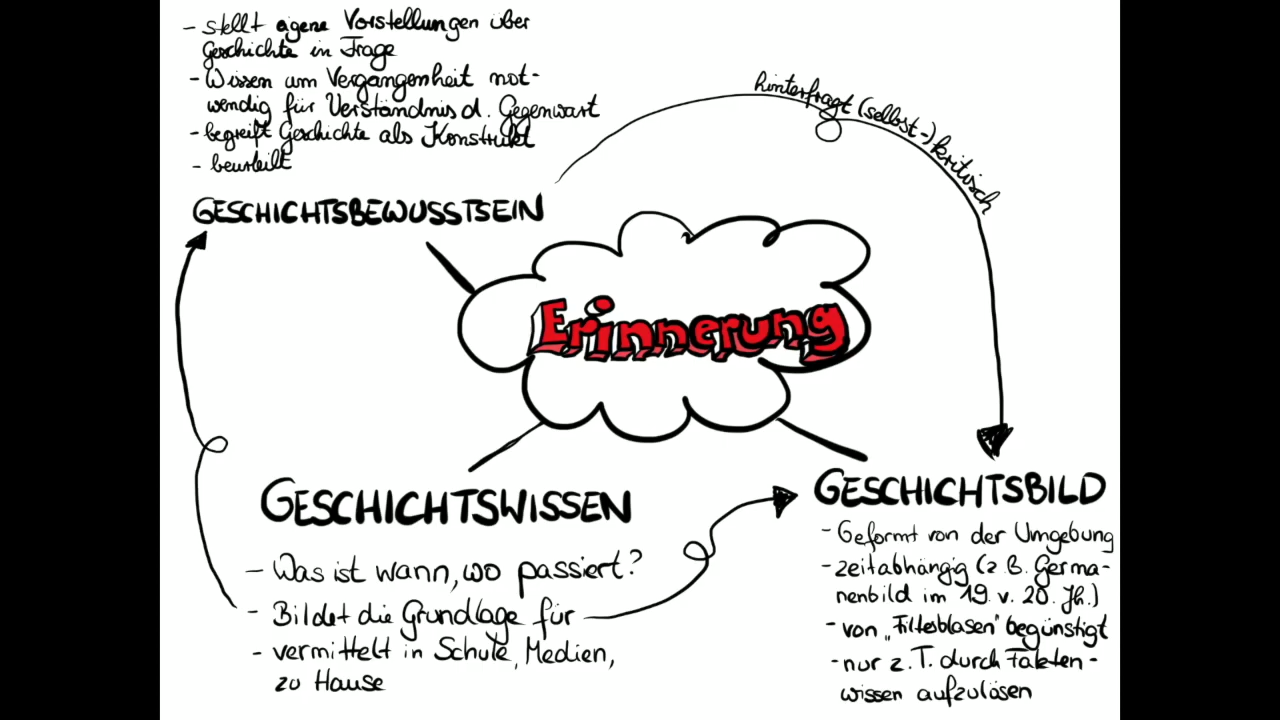 - stellt eigene Vorstellungen über
Geschichte in Frage
- Wissen um Vergangenheit not-
wendig für Verständnis d. Gegenwart
- begreift Geschichte als Konstrukt
- beurteilt
GESCHICHTSBEWUSSTSEIN
hinterfragt (selbst-) kritisch
Erinnerung
GESCHICHTSWISSEN
- Was ist wann, wo passiert?
- Bildet die Grundlage für
- vermittelt in Schule, Medien,
zu Hause
GESCHICHTSBILD
- Geformt von der Umgebung
- zeitabhängig (z.B. Germa-
nenbild im 19. v. 20. Jh.)
- von „Filterblasen" begünstigt
- nur z.T. durch Fakten-
wissen aufzulösen